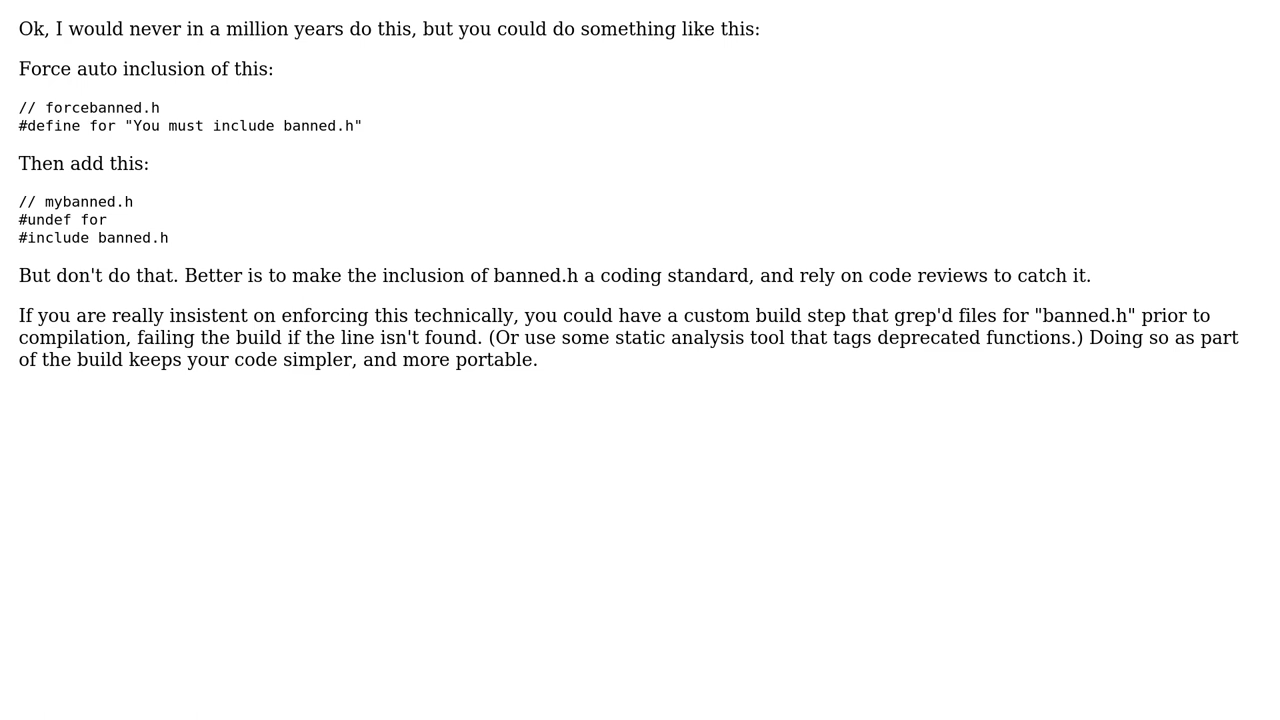 Ok, I would never in a million years do this, but you could do something like this:
Force auto inclusion of this:
// forcebanned.h
#define for "You must include banned.h"
Then add this:
// mybanned.h
#undef for
#include banned.h
But don't do that. Better is to make the inclusion of banned.h a coding standard, and rely on code reviews to catch it.
If you are really insistent on enforcing this technically, you could have a custom build step that grep'd files for "banned.h" prior to
compilation, failing the build if the line isn't found. (Or use some static analysis tool that tags deprecated functions.) Doing so as part
of the build keeps your code simpler, and more portable.